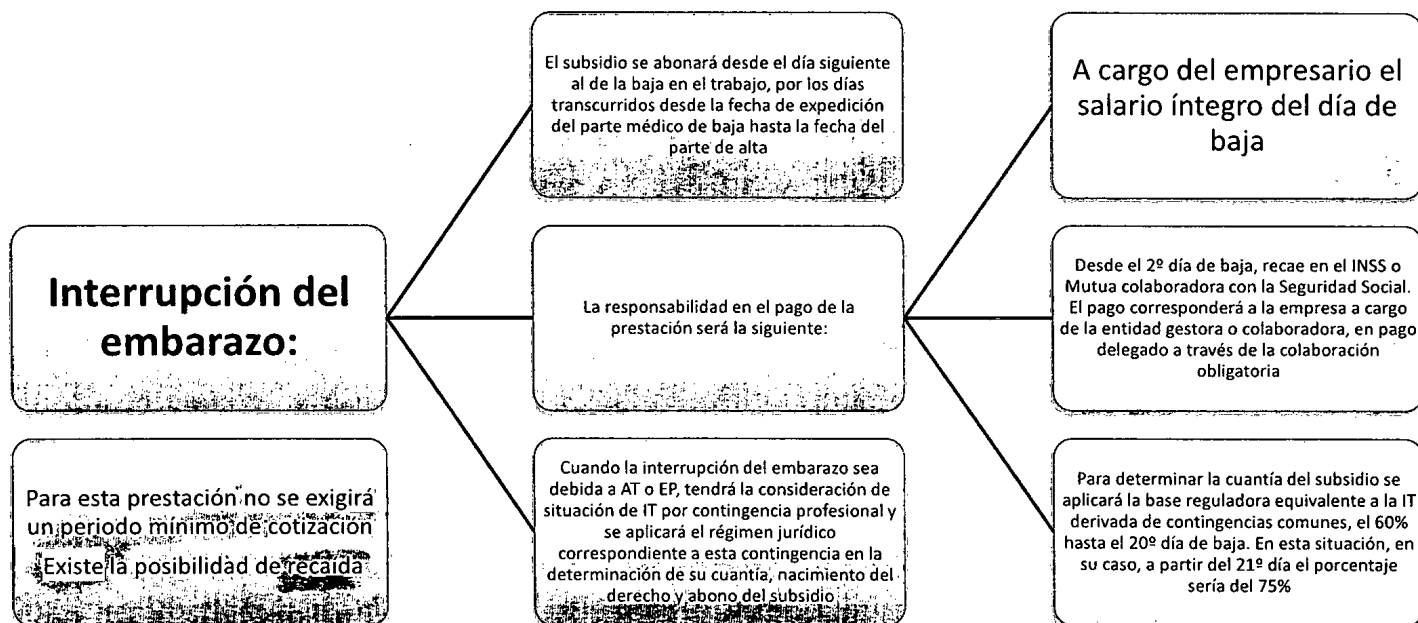 Interrupción del
embarazo:
Para esta prestación no se exigirá
un periodo mínimo de cotización
Existe la posibilidad de recaída
El subsidio se abonará desde el día siguiente
al de la baja en el trabajo, por los días
transcurridos desde la fecha de expedición
del parte médico de baja hasta la fecha del
parte de alta
La responsabilidad en el pago de la
prestación será la siguiente:
Cuando la interrupción del embarazo sea
debida a AT o EP, tendrá la consideración de
situación de IT por contingencia profesional y
se aplicará el régimen jurídico
correspondiente a esta contingencia en la
determinación de su cuantía, nacimiento del
derecho y abono del subsidio
A cargo del empresario el
salario íntegro del día de
baja
Desde el 2º día de baja, recae en el INSS o
Mutua colaboradora con la Seguridad Social.
El pago corresponderá a la empresa a cargo
de la entidad gestora o colaboradora, en pago
delegado a través de la colaboración
obligatoria
Para determinar la cuantía del subsidio se
aplicará la base reguladora equivalente a la IT
derivada de contingencias comunes, el 60%
hasta el 20º día de baja. En esta situación, en
su caso, a partir del 21º día el porcentaje
sería del 75%